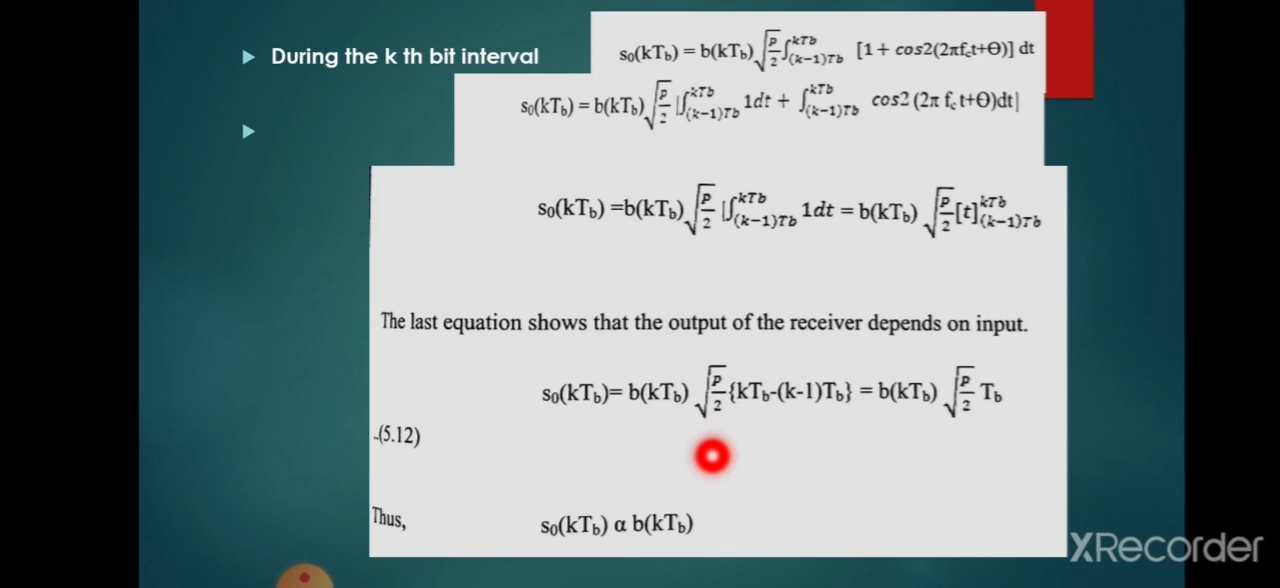 During the k th bit interval
s₀(kT_b) = b(kT_b)√(P/2) ∫_{(k−1)Tb}^{kTb} [1 + cos2(2πf_ct+Θ)] dt
s₀(kT_b) = b(kT_b)√(P/2) |∫_{(k−1)Tb}^{kTb} 1dt + ∫_{(k−1)Tb}^{kTb} cos2 (2π f_c t+Θ)dt|
s₀(kT_b) =b(kT_b)√(P/2) |∫_{(k−1)Tb}^{kTb} 1dt = b(kT_b) √(P/2)[t]_{(k−1)Tb}^{kTb}
The last equation shows that the output of the receiver depends on input.
s₀(kT_b)= b(kT_b) √(P/2){kT_b-(k-1)T_b} = b(kT_b) √(P/2) T_b
..(5.12)
Thus, s₀(kT_b) α b(kT_b)
XRecorder